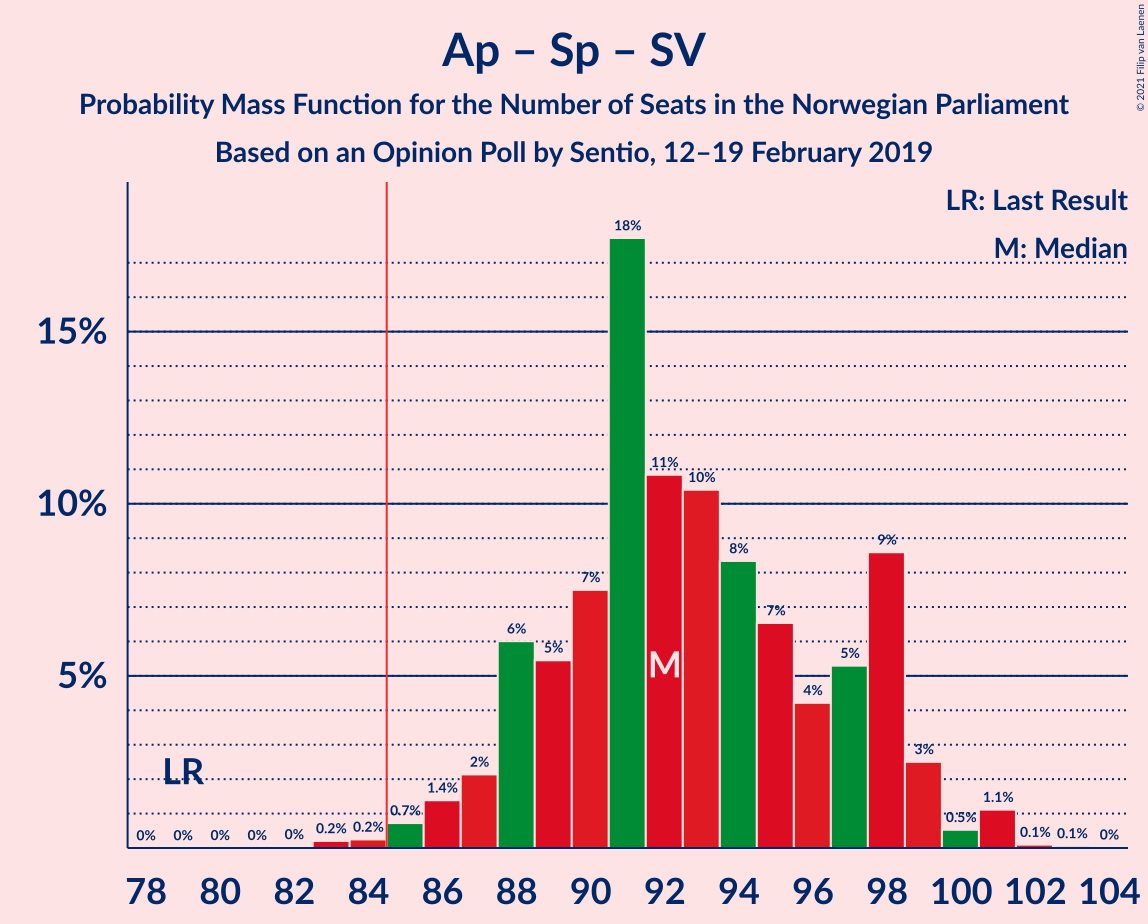 Ap – Sp – SV
Probability Mass Function for the Number of Seats in the Norwegian Parliament
Based on an Opinion Poll by Sentio, 12–19 February 2019
© 2021 Filip van Laenen
LR: Last Result
M: Median
15%
10%
5%
LR
M
0% 0% 0% 0% 0% 0.2% 0.2% 0.7% 1.4% 2% 6% 5% 7% 18% 11% 10% 8% 7% 4% 5% 9% 3% 0.5% 1.1% 0.1% 0.1% 0%
78 80 82 84 86 88 90 92 94 96 98 100 102 104